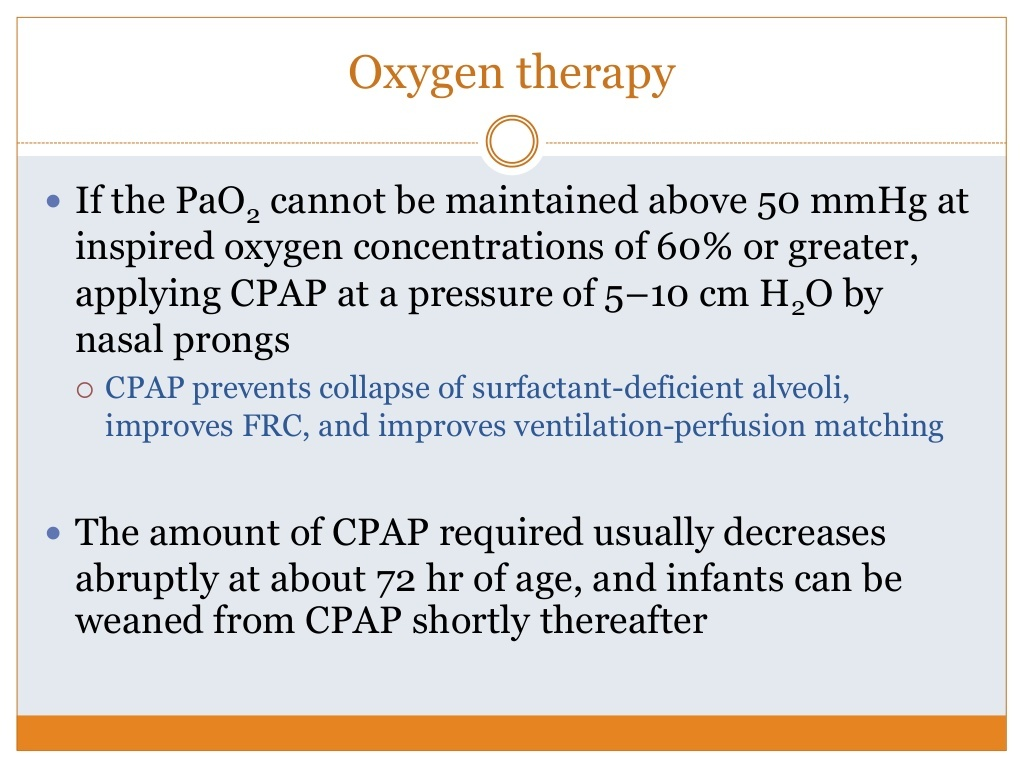 Oxygen therapy
• If the PaO₂ cannot be maintained above 50 mmHg at
inspired oxygen concentrations of 60% or greater,
applying CPAP at a pressure of 5–10 cm H₂O by
nasal prongs
○ CPAP prevents collapse of surfactant-deficient alveoli,
improves FRC, and improves ventilation-perfusion matching
• The amount of CPAP required usually decreases
abruptly at about 72 hr of age, and infants can be
weaned from CPAP shortly thereafter